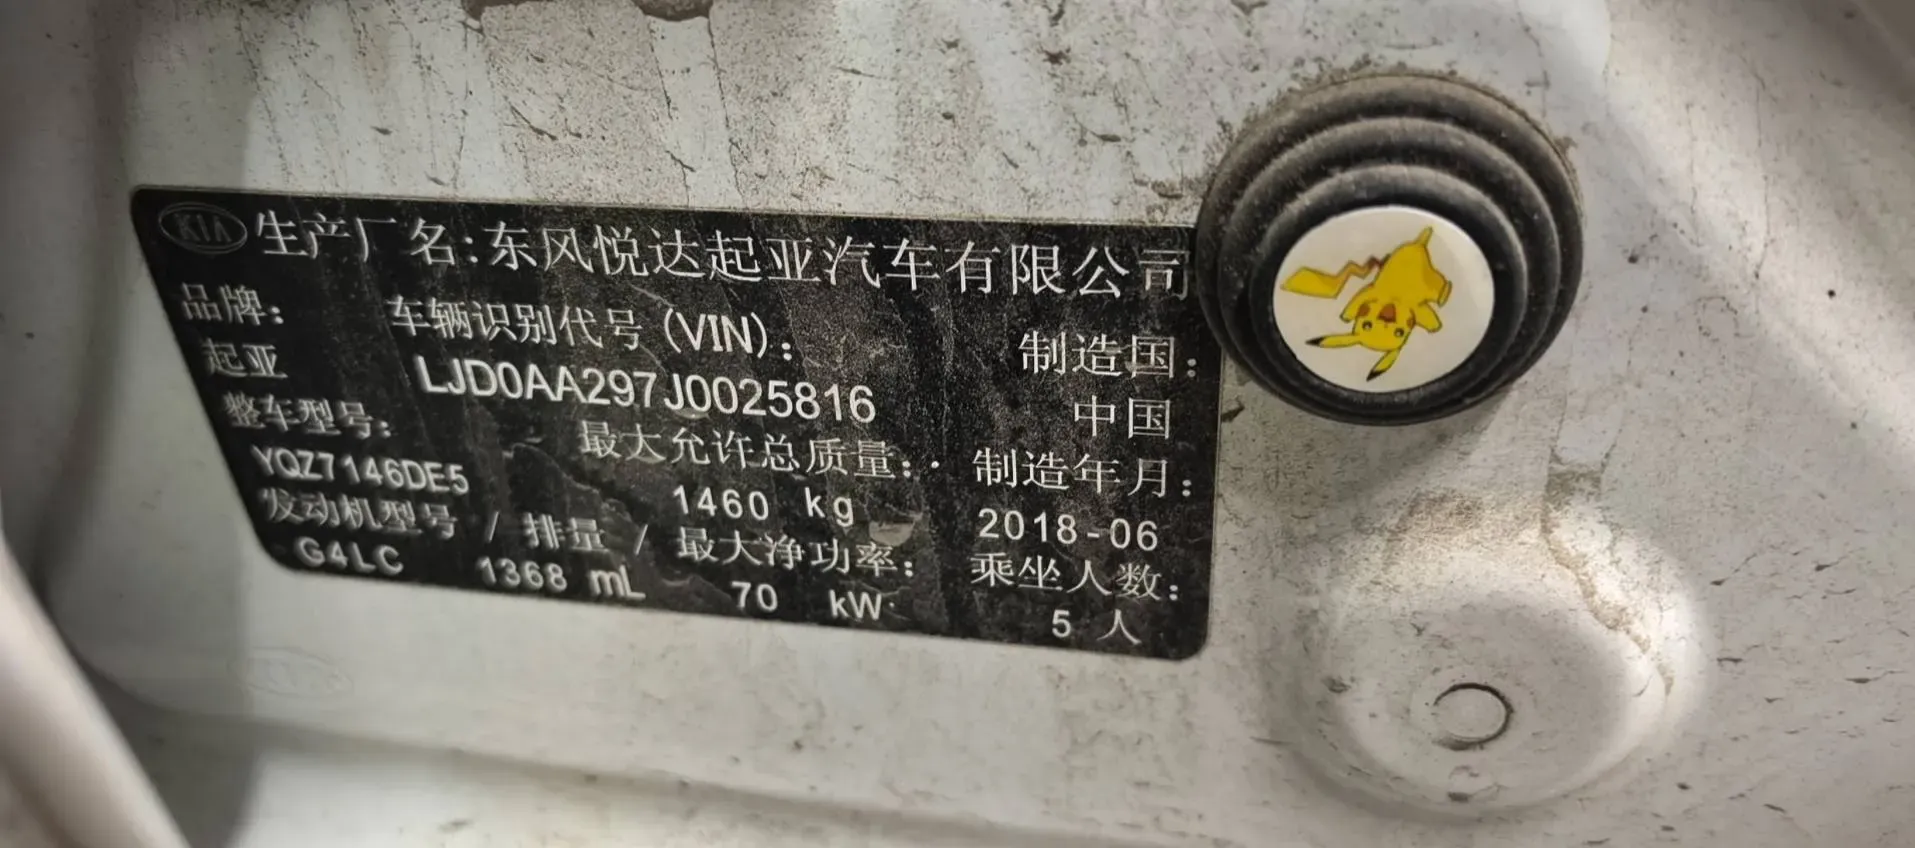 KIA 生产厂名:东风悦达起亚汽车有限公司
品牌: 车辆识别代号(VIN): 制造国:
起亚 LJD0AA297J0025816 中国
整车型号: 最大允许总质量: 制造年月:
YQZ7146DE5 1460 kg 2018-06
发动机型号 / 排量 / 最大净功率: 乘坐人数:
G4LC 1368 mL 70 kW 5 人